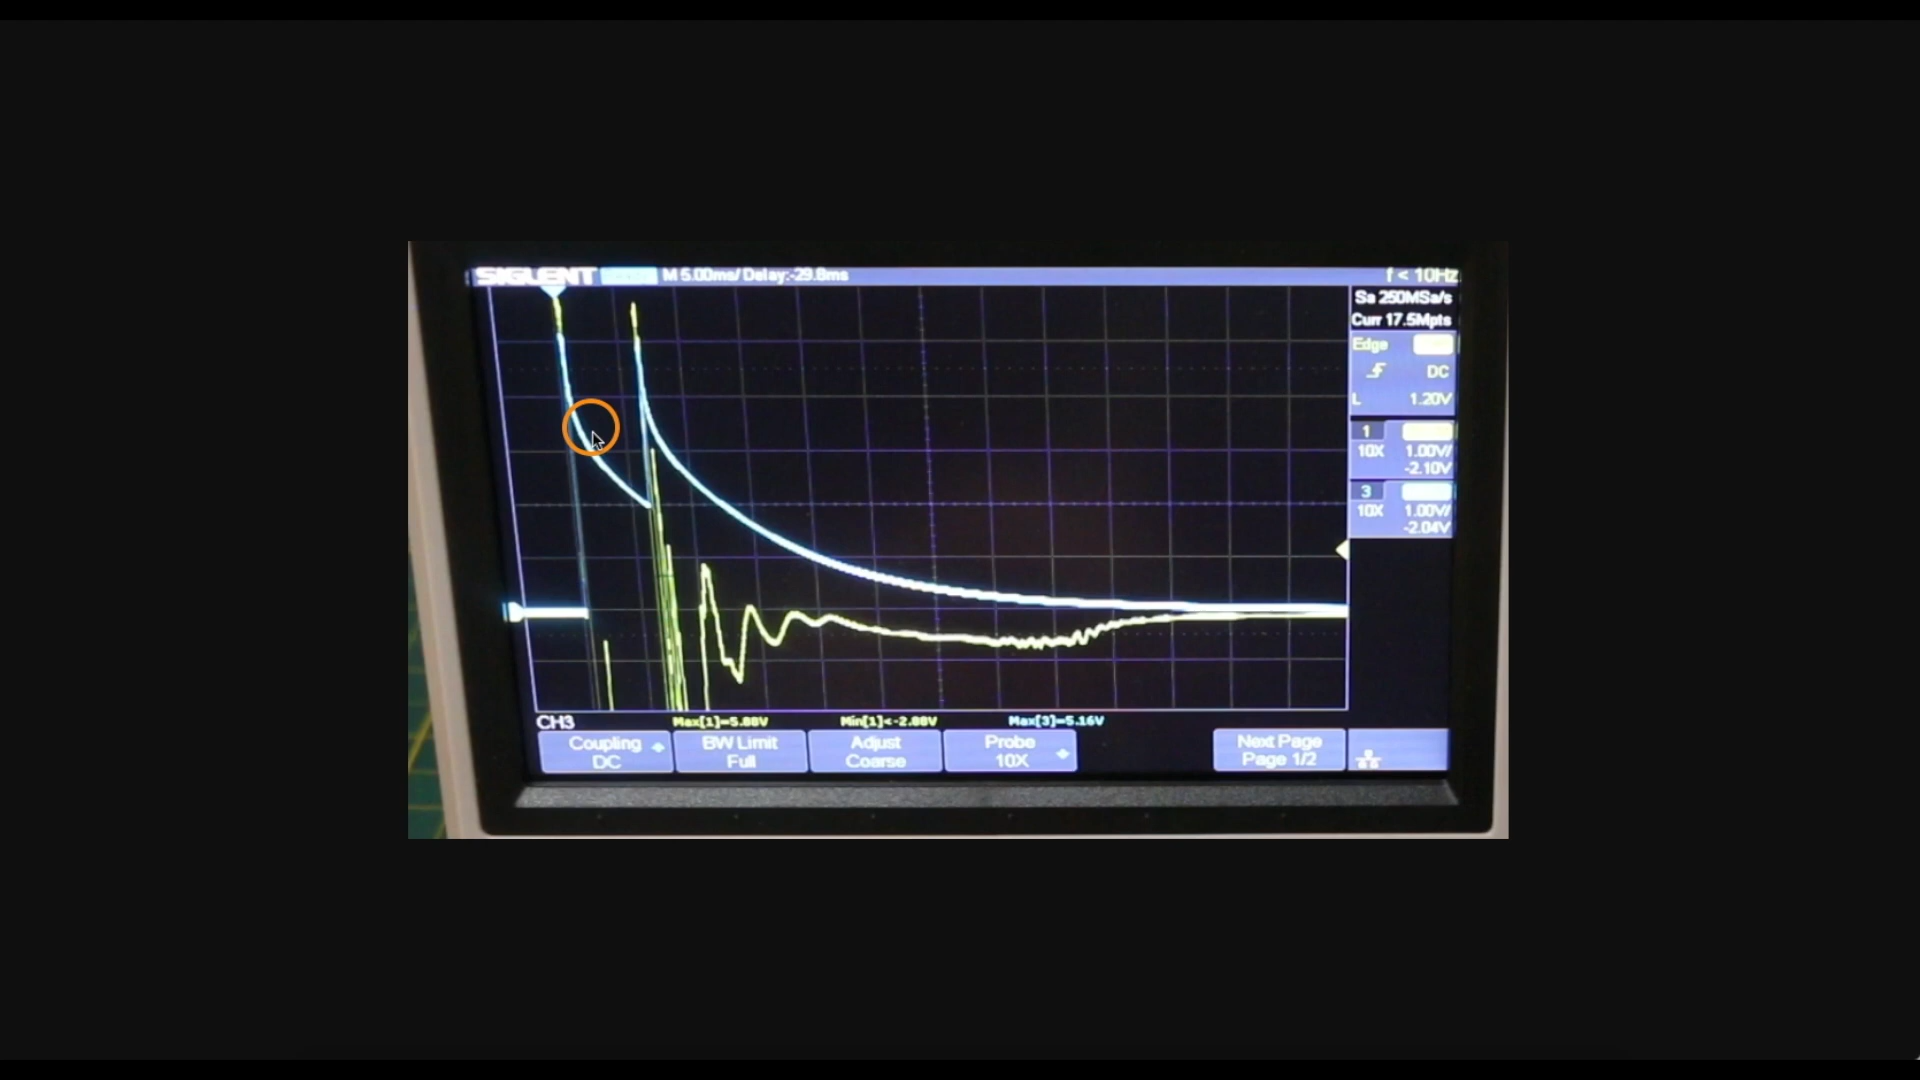 SIGLENT M 5.00ms/ Delay:-29.8ms f < 10Hz
Sa 250MSa/s
Curr 17.5Mpts
Edge
DC
L 1.20V
1
10X 1.00V/
-2.10V
3
10X 1.00V/
-2.04V
CH3 Max[1]=5.88V Min[1]<-2.08V Max[3]=5.16V
Coupling
DC
BW Limit
Full
Adjust
Coarse
Probe
10X
Next Page
Page 1/2